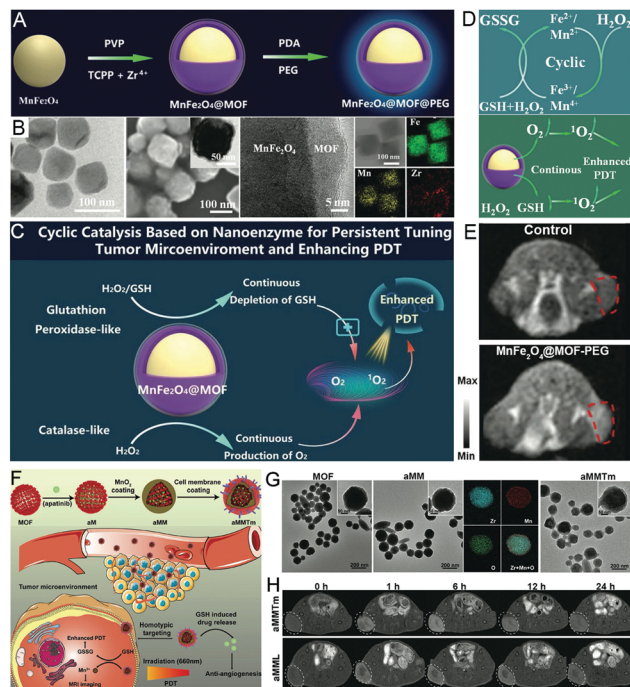 A
PVP
TCPP + Zr⁴⁺
PDA
PEG
MnFe₂O₄
MnFe₂O₄@MOF
MnFe₂O₄@MOF@PEG
B
100 nm
50 nm
100 nm
MnFe₂O₄
MOF
5 nm
100 nm
Fe
Mn
Zr
C
Cyclic Catalysis Based on Nanoenzyme for Persistent Tuning
Tumor Mircoenviroment and Enhancing PDT
H₂O₂/GSH
Continuous
Depletion of GSH
Glutathion
Peroxidase-like
Enhanced
PDT
MnFe₂O₄@MOF
O₂
¹O₂
Catalase-like
H₂O₂
Continuous
Production of O₂
D
GSSG
Fe²⁺/
Mn²⁺
H₂O₂
Cyclic
GSH+H₂O₂
Fe³⁺/
Mn⁴⁺
O₂
¹O₂
Continous
Enhanced
PDT
H₂O₂
GSH
¹O₂
E
Control
MnFe₂O₄@MOF-PEG
Max
Min
F
(apatinib)
MnO₂
coating
Cell membrane
coating
MOF
aM
aMM
aMMTm
Tumor microenvironment
Homotypic
targeting
GSH induced
drug release
Enhanced PDT
GSSG
GSH
Mn²⁺
MRI imaging
Irradiation (660nm)
PDT
Anti-angiogenesis
G
MOF
aMM
aMMTm
Zr
Mn
O
Zr+Mn+O
200 nm
200 nm
200 nm
H
0 h
1 h
6 h
12 h
24 h
aMMTm
aMML